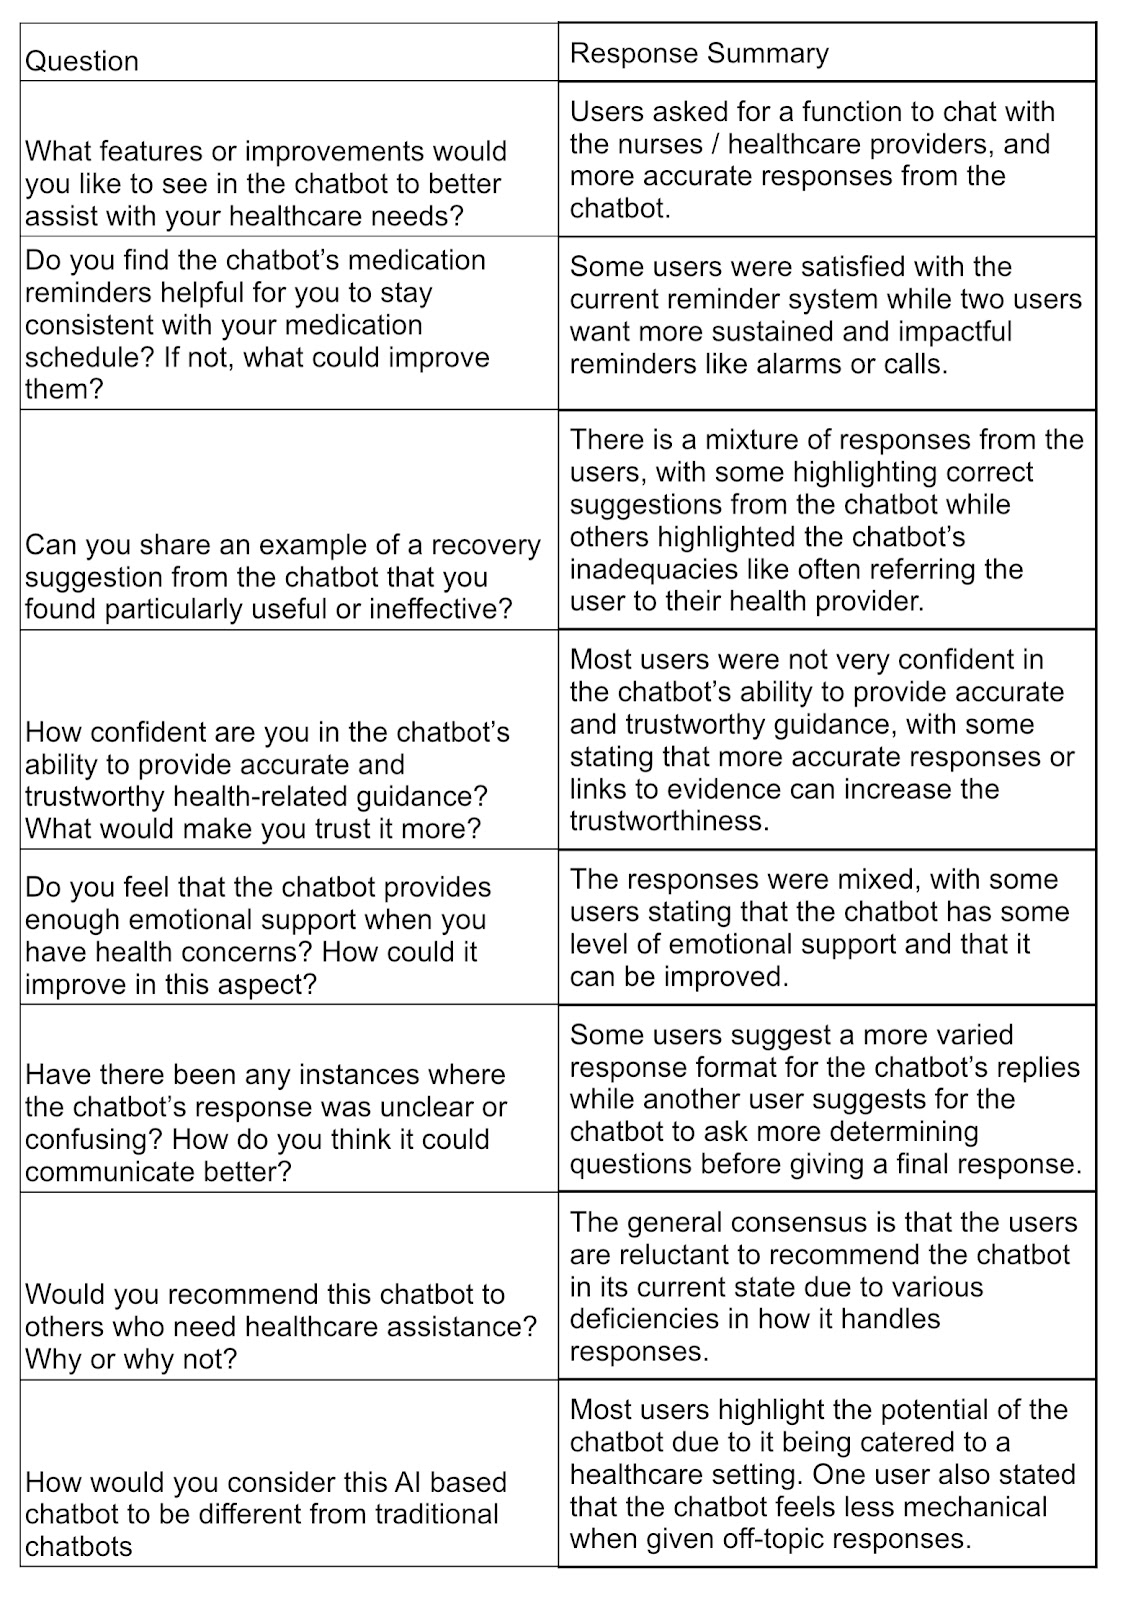 Question
Response Summary
What features or improvements would
you like to see in the chatbot to better
assist with your healthcare needs?
Users asked for a function to chat with
the nurses / healthcare providers, and
more accurate responses from the
chatbot.
Do you find the chatbot’s medication
reminders helpful for you to stay
consistent with your medication
schedule? If not, what could improve
them?
Some users were satisfied with the
current reminder system while two users
want more sustained and impactful
reminders like alarms or calls.
Can you share an example of a recovery
suggestion from the chatbot that you
found particularly useful or ineffective?
There is a mixture of responses from the
users, with some highlighting correct
suggestions from the chatbot while
others highlighted the chatbot’s
inadequacies like often referring the
user to their health provider.
How confident are you in the chatbot’s
ability to provide accurate and
trustworthy health-related guidance?
What would make you trust it more?
Most users were not very confident in
the chatbot’s ability to provide accurate
and trustworthy guidance, with some
stating that more accurate responses or
links to evidence can increase the
trustworthiness.
Do you feel that the chatbot provides
enough emotional support when you
have health concerns? How could it
improve in this aspect?
The responses were mixed, with some
users stating that the chatbot has some
level of emotional support and that it
can be improved.
Have there been any instances where
the chatbot’s response was unclear or
confusing? How do you think it could
communicate better?
Some users suggest a more varied
response format for the chatbot’s replies
while another user suggests for the
chatbot to ask more determining
questions before giving a final response.
Would you recommend this chatbot to
others who need healthcare assistance?
Why or why not?
The general consensus is that the users
are reluctant to recommend the chatbot
in its current state due to various
deficiencies in how it handles
responses.
How would you consider this AI based
chatbot to be different from traditional
chatbots
Most users highlight the potential of the
chatbot due to it being catered to a
healthcare setting. One user also stated
that the chatbot feels less mechanical
when given off-topic responses.